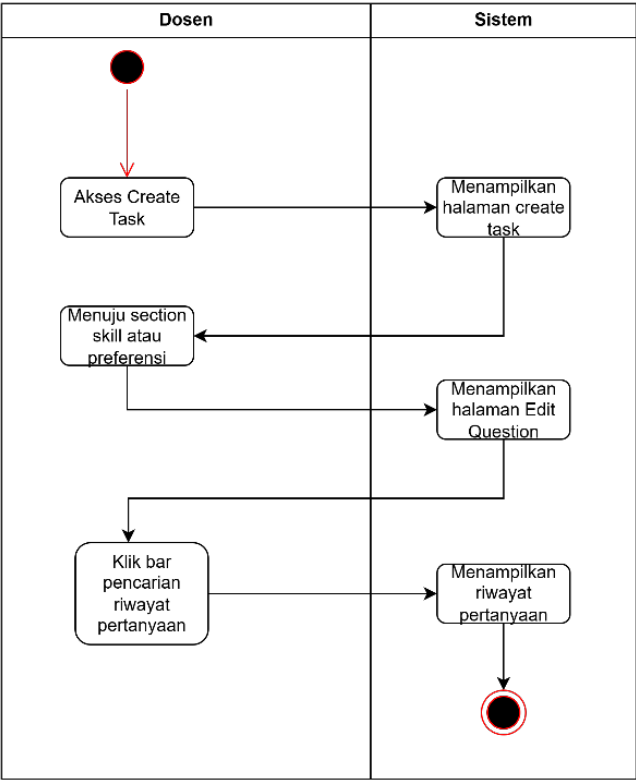 Dosen
Sistem
Akses Create
Task
Menampilkan
halaman create
task
Menuju section
skill atau
preferensi
Menampilkan
halaman Edit
Question
Klik bar
pencarian
riwayat
pertanyaan
Menampilkan
riwayat
pertanyaan